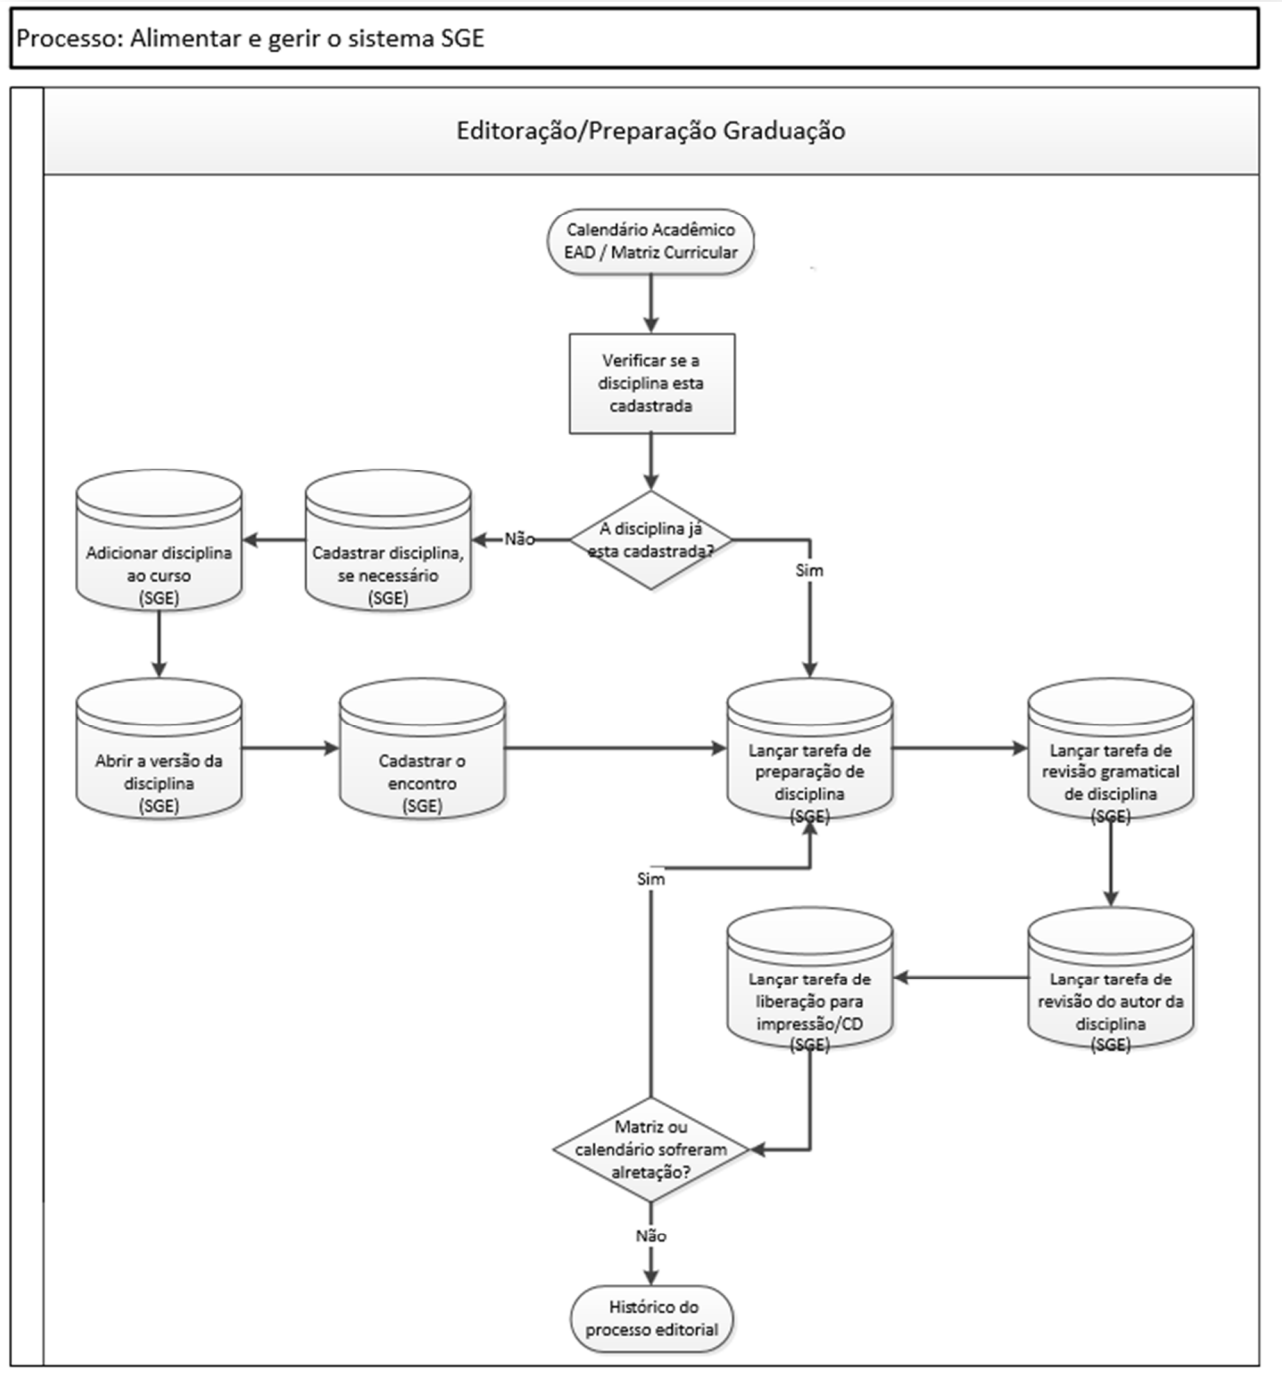 Processo: Alimentar e gerir o sistema SGE
Editoração/Preparação Graduação
Calendário Acadêmico
EAD / Matriz Curricular
Verificar se a
disciplina esta
cadastrada
A disciplina já
esta cadastrada?
Não
Sim
Cadastrar disciplina,
se necessário
(SGE)
Adicionar disciplina
ao curso
(SGE)
Abrir a versão da
disciplina
(SGE)
Cadastrar o
encontro
(SGE)
Lançar tarefa de
preparação de
disciplina
(SGE)
Lançar tarefa de
revisão gramatical
de disciplina
(SGE)
Lançar tarefa de
revisão do autor da
disciplina
(SGE)
Lançar tarefa de
liberação para
impressão/CD
(SGE)
Sim
Matriz ou
calendário sofreram
alretação?
Não
Histórico do
processo editorial